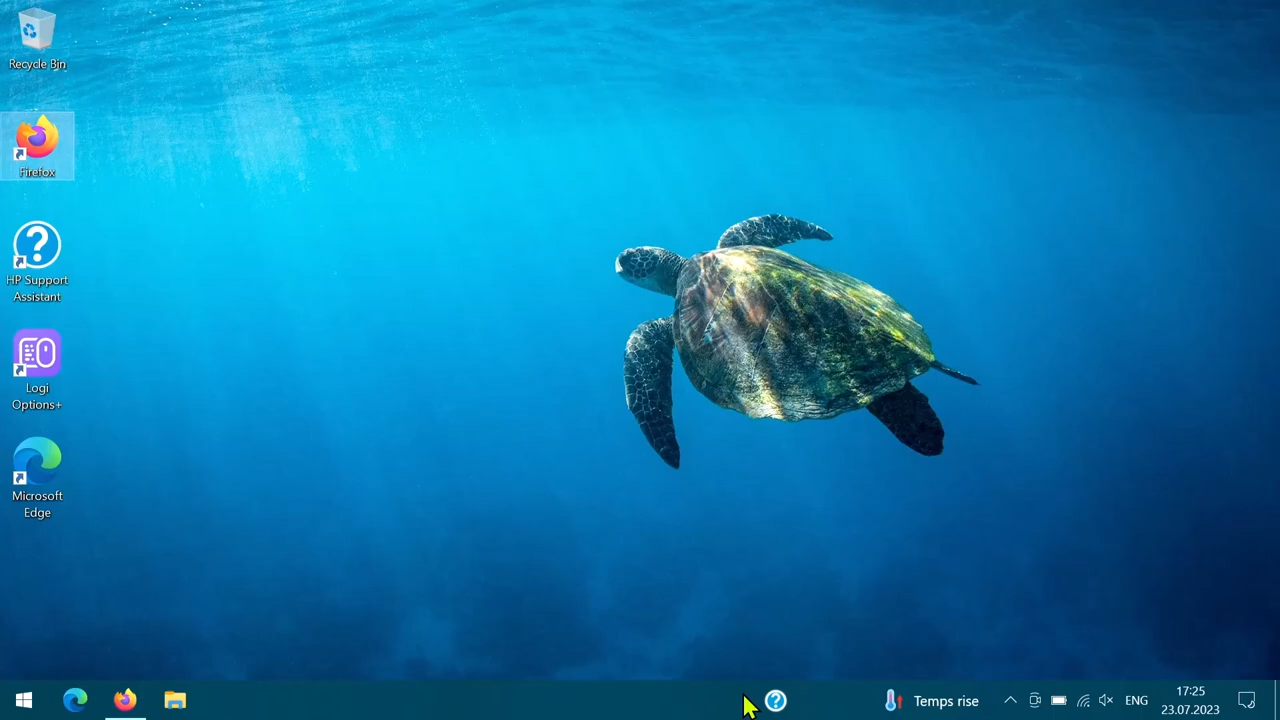 Recycle Bin
Firefox
HP Support
Assistant
Logi
Options+
Microsoft
Edge
Temps rise
ENG
17:25
23.07.2023